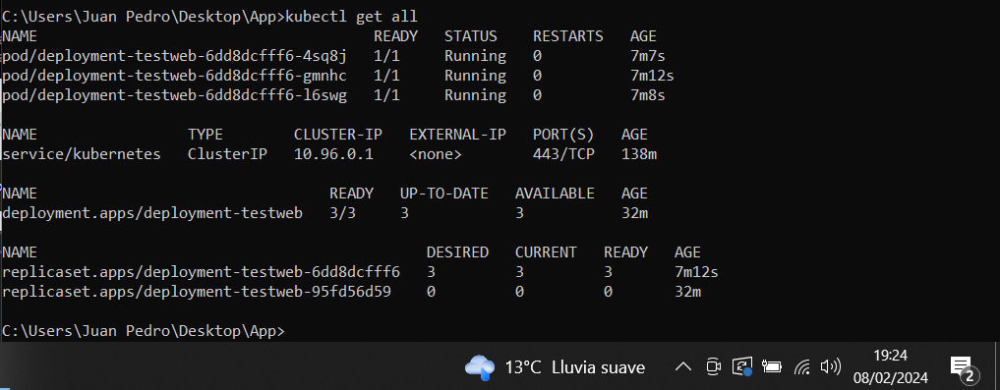 C:\Users\Juan Pedro\Desktop\App>kubectl get all
NAME READY STATUS RESTARTS AGE
pod/deployment-testweb-6dd8dcfff6-4sq8j 1/1 Running 0 7m7s
pod/deployment-testweb-6dd8dcfff6-gmnhc 1/1 Running 0 7m12s
pod/deployment-testweb-6dd8dcfff6-l6swg 1/1 Running 0 7m8s
NAME TYPE CLUSTER-IP EXTERNAL-IP PORT(S) AGE
service/kubernetes ClusterIP 10.96.0.1 <none> 443/TCP 138m
NAME READY UP-TO-DATE AVAILABLE AGE
deployment.apps/deployment-testweb 3/3 3 3 32m
NAME DESIRED CURRENT READY AGE
replicaset.apps/deployment-testweb-6dd8dcfff6 3 3 3 7m12s
replicaset.apps/deployment-testweb-95fd56d59 0 0 0 32m
C:\Users\Juan Pedro\Desktop\App>
13°C Lluvia suave
19:24
08/02/2024
2